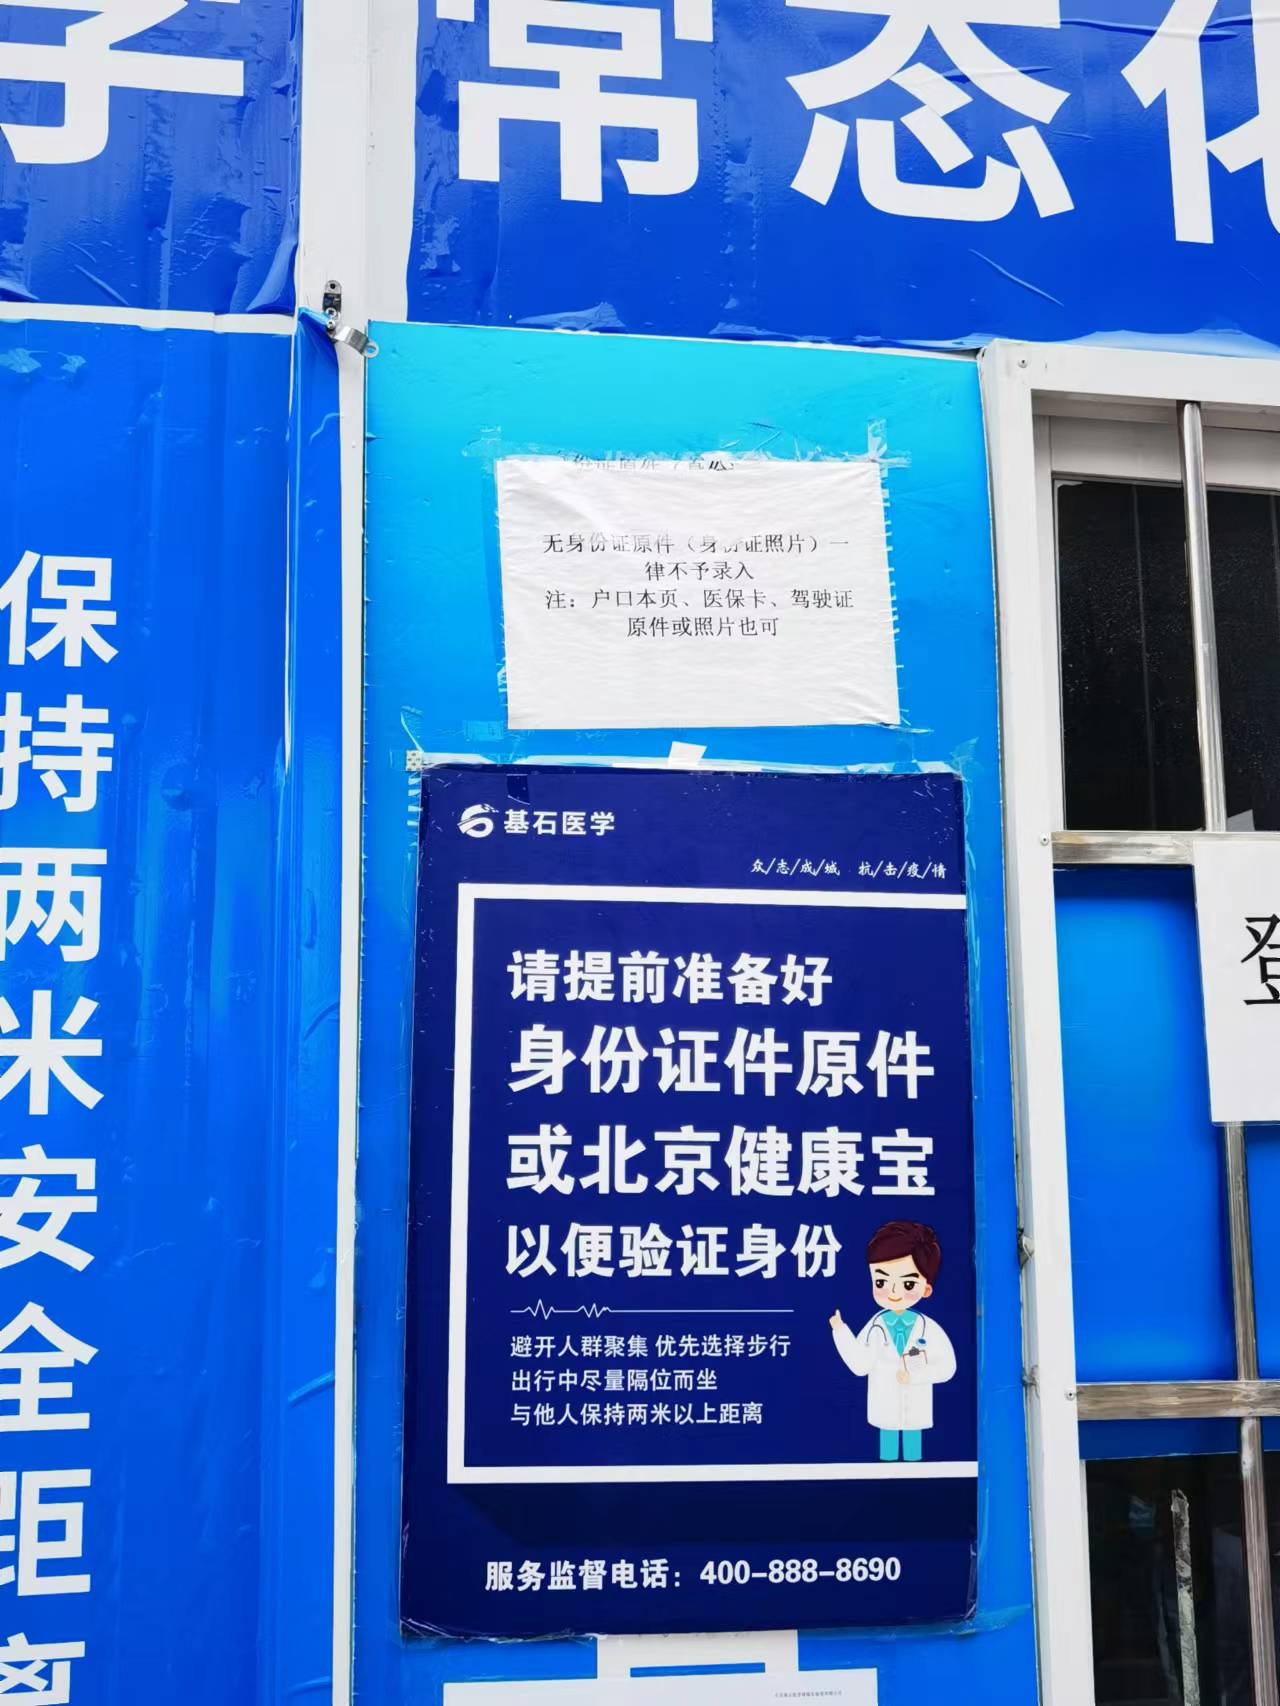 学 常态化
保持两米安全距离
无身份证原件（身份证照片）一
律不予录入
注：户口本页、医保卡、驾驶证
原件或照片也可
基石医学
众/志/成/城 抗/击/疫/情
请提前准备好
身份证件原件
或北京健康宝
以便验证身份
避开人群聚集 优先选择步行
出行中尽量隔位而坐
与他人保持两米以上距离
服务监督电话：400-888-8690
登